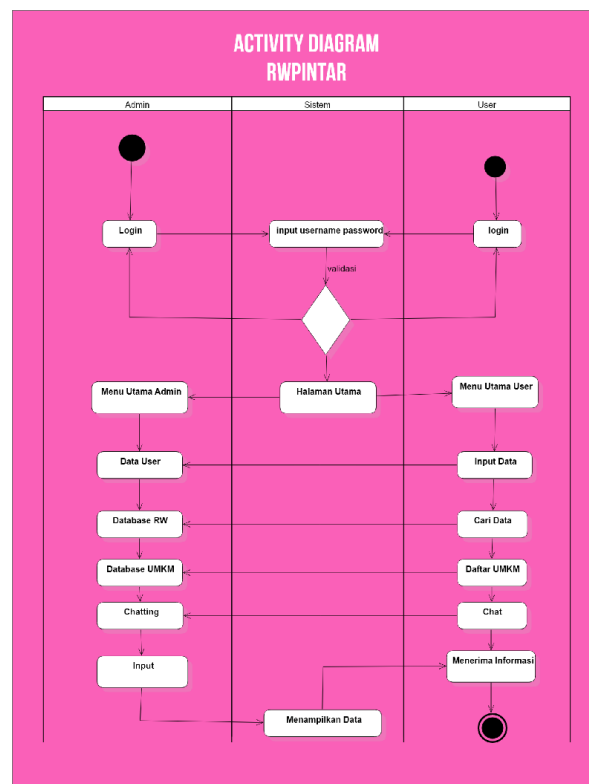 ACTIVITY DIAGRAM
RWPINTAR
Admin
Sistem
User
Login
input username password
login
validasi
Menu Utama Admin
Halaman Utama
Menu Utama User
Data User
Input Data
Database RW
Cari Data
Database UMKM
Daftar UMKM
Chatting
Chat
Input
Menerima Informasi
Menampilkan Data